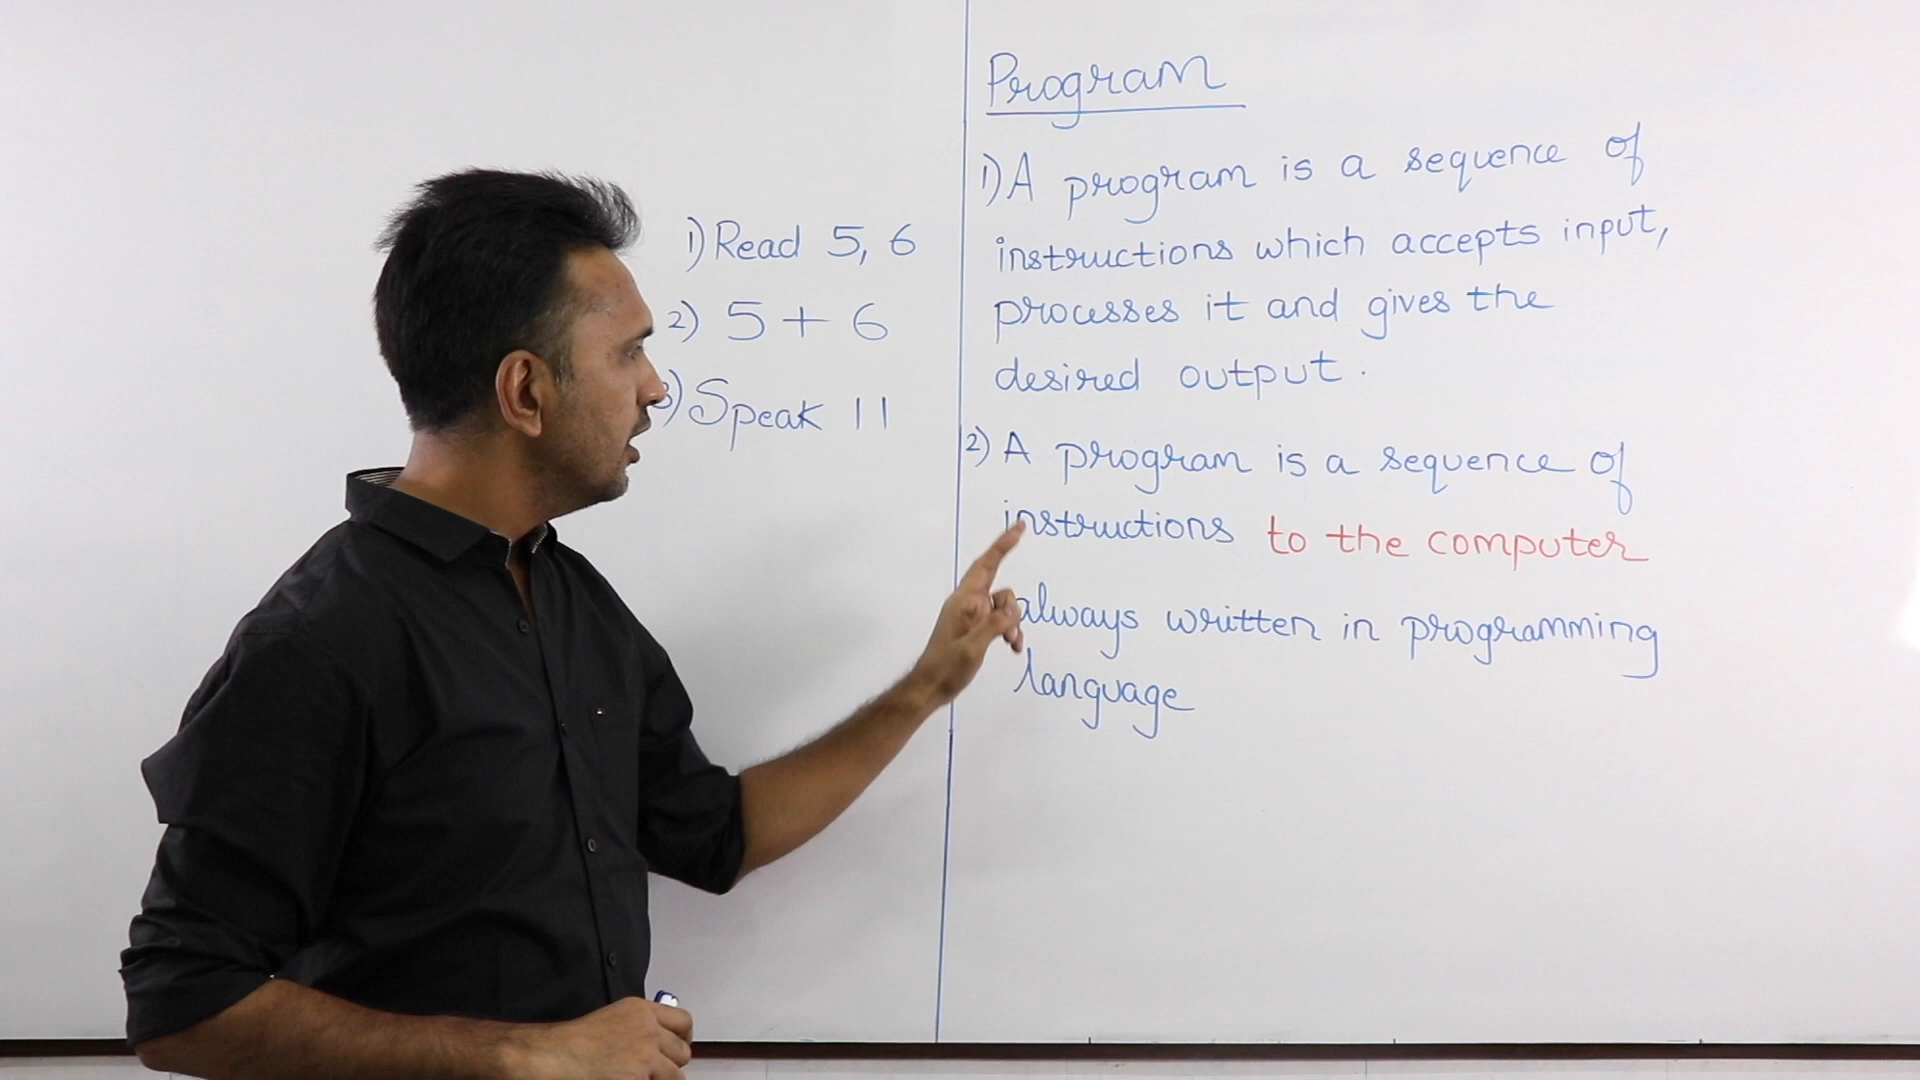 1) Read 5, 6
2) 5 + 6
3) Speak 11
Program
1) A program is a sequence of
instructions which accepts input,
processes it and gives the
desired output.
2) A program is a sequence of
instructions to the computer
always written in programming
language